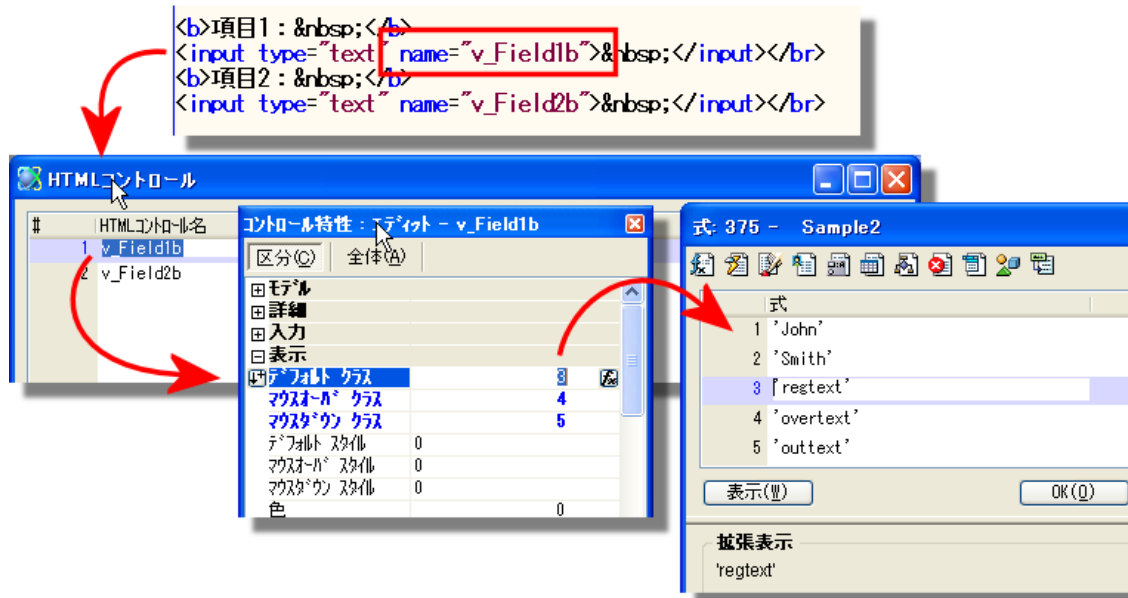 <b>項目1：&nbsp;</b>
<input type="text" name="v_Field1b">&nbsp;</input></br>
<b>項目2：&nbsp;</b>
<input type="text" name="v_Field2b">&nbsp;</input></br>
HTMLコントロール
# HTMLコントロール名
1 v_Field1b
2 v_Field2b
コントロール特性：エディット - v_Field1b
区分(C) 全体(A)
モデル
詳細
入力
表示
デフォルト クラス 3
マウスオーバ クラス 4
マウスダウン クラス 5
デフォルト スタイル 0
マウスオーバ スタイル 0
マウスダウン スタイル 0
色 0
式: 375 - Sample2
式
1 'John'
2 'Smith'
3 'regtext'
4 'overtext'
5 'outtext'
表示(W) OK(O)
拡張表示
'regtext'